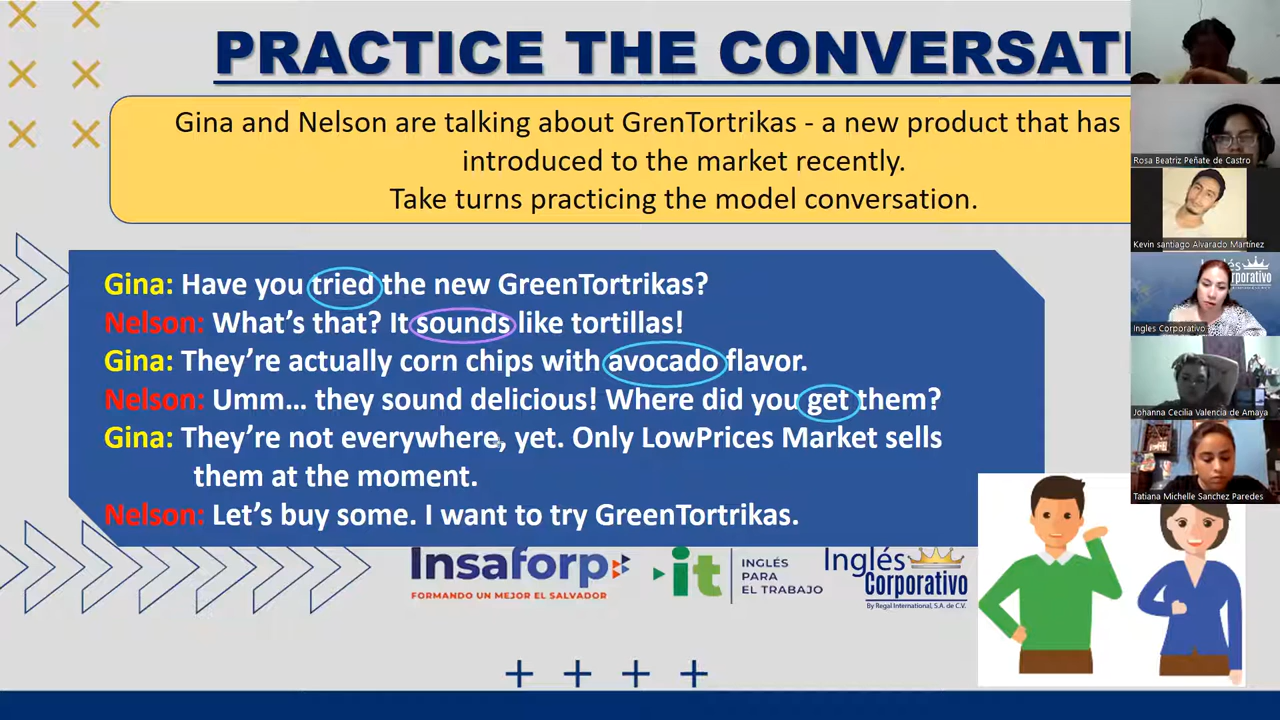 PRACTICE THE CONVERSATI
Gina and Nelson are talking about GrenTortrikas - a new product that has
introduced to the market recently.
Take turns practicing the model conversation.
Gina: Have you tried the new GreenTortrikas?
Nelson: What's that? It sounds like tortillas!
Gina: They're actually corn chips with avocado flavor.
Nelson: Umm... they sound delicious! Where did you get them?
Gina: They're not everywhere, yet. Only LowPrices Market sells
them at the moment.
Nelson: Let's buy some. I want to try GreenTortrikas.
Insaforp
FORMANDO UN MEJOR EL SALVADOR
it
INGLÉS
PARA
EL TRABAJO
Inglés
Corporativo
By Regal International, S.A. de C.V.
Rosa Beatriz Peñate de Castro
Kevin santiago Alvarado Martínez
Ingles Corporativo
Johanna Cecilia Valencia de Amaya
Tatiana Michelle Sanchez Paredes